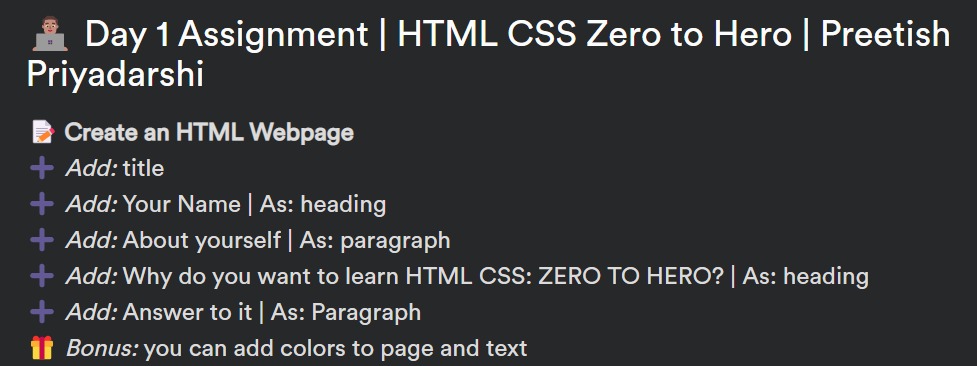 Day 1 Assignment | HTML CSS Zero to Hero | Preetish
Priyadarshi
Create an HTML Webpage
Add: title
Add: Your Name | As: heading
Add: About yourself | As: paragraph
Add: Why do you want to learn HTML CSS: ZERO TO HERO? | As: heading
Add: Answer to it | As: Paragraph
Bonus: you can add colors to page and text